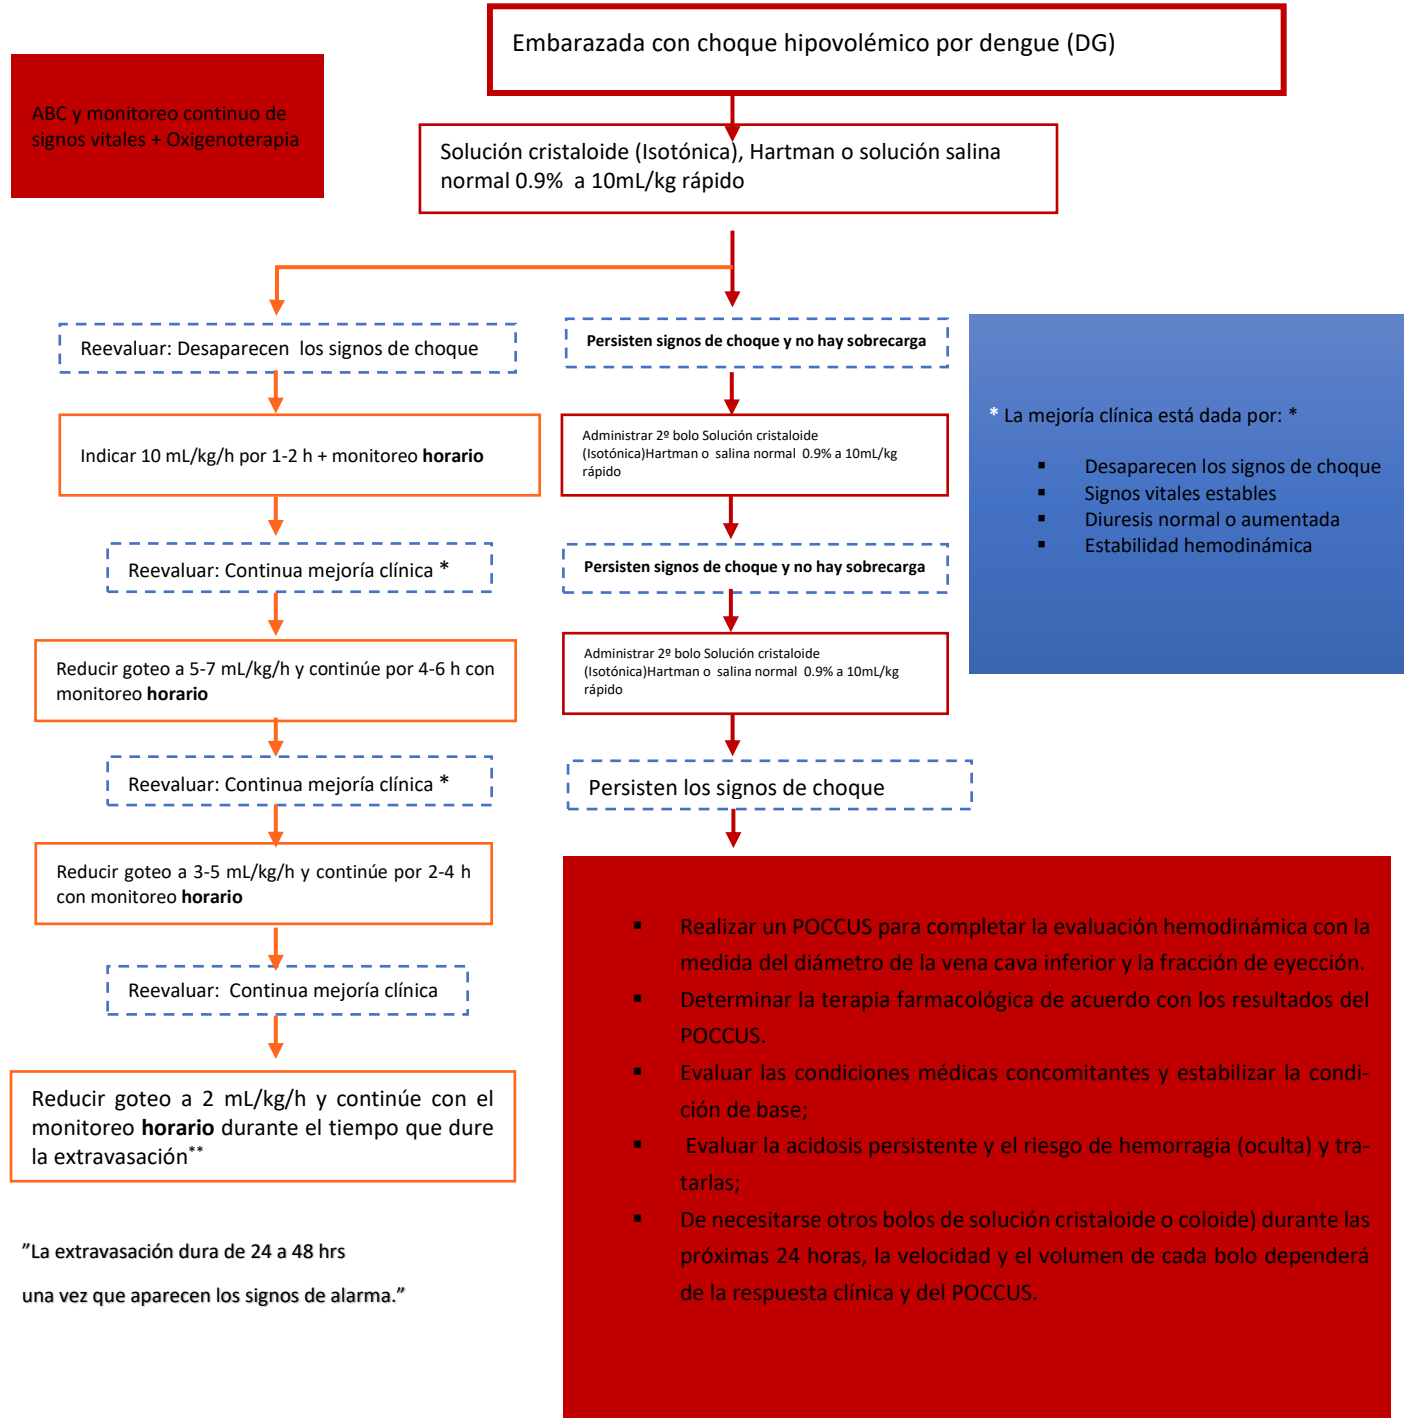 Embarazada con choque hipovolémico por dengue (DG)
ABC y monitoreo continuo de
signos vitales + Oxigenoterapia
Solución cristaloide (Isotónica), Hartman o solución salina
normal 0.9%  a 10mL/kg rápido
Reevaluar: Desaparecen  los signos de choque
Indicar 10 mL/kg/h por 1-2 h + monitoreo horario
Reevaluar: Continua mejoría clínica *
Reducir goteo a 5-7 mL/kg/h y continúe por 4-6 h con
monitoreo horario
Reevaluar: Continua mejoría clínica *
Reducir goteo a 3-5 mL/kg/h y continúe por 2-4 h
con monitoreo horario
Reevaluar:  Continua mejoría clínica
Reducir goteo a 2 mL/kg/h y continúe con el
monitoreo horario durante el tiempo que dure
la extravasación**
”La extravasación dura de 24 a 48 hrs
una vez que aparecen los signos de alarma.”
Persisten signos de choque y no hay sobrecarga
Administrar 2º bolo Solución cristaloide
(Isotónica)Hartman o  salina normal  0.9% a 10mL/kg
rápido
Persisten signos de choque y no hay sobrecarga
Administrar 2º bolo Solución cristaloide
(Isotónica)Hartman o  salina normal  0.9% a 10mL/kg
rápido
Persisten los signos de choque
▪ Realizar un POCCUS para completar la evaluación hemodinámica con la
medida del diámetro de la vena cava inferior y la fracción de eyección.
▪ Determinar la terapia farmacológica de acuerdo con los resultados del
POCCUS.
▪ Evaluar las condiciones médicas concomitantes y estabilizar la condi-
ción de base;
▪ Evaluar la acidosis persistente y el riesgo de hemorragia (oculta) y tra-
tarlas;
▪ De necesitarse otros bolos de solución cristaloide o coloide) durante las
próximas 24 horas, la velocidad y el volumen de cada bolo dependerá
de la respuesta clínica y del POCCUS.
* La mejoría clínica está dada por: *
▪ Desaparecen los signos de choque
▪ Signos vitales estables
▪ Diuresis normal o aumentada
▪ Estabilidad hemodinámica